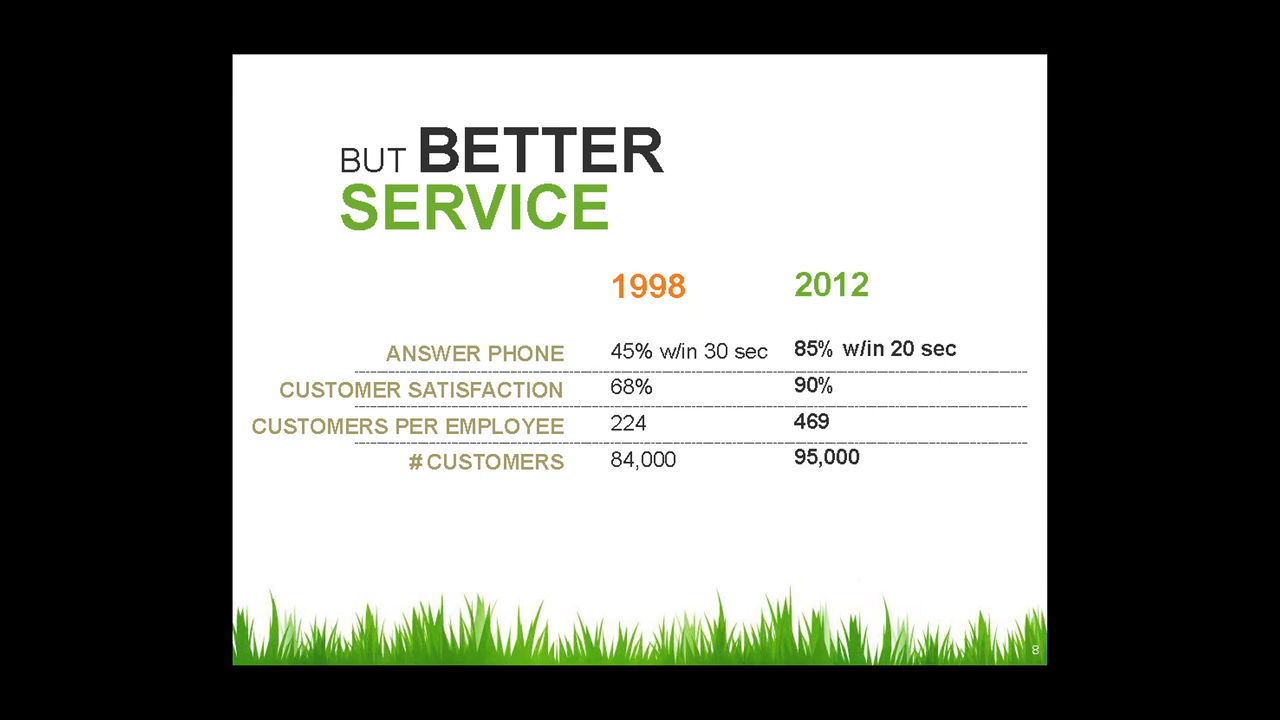 BUT BETTER
SERVICE
1998 2012
ANSWER PHONE 45% w/in 30 sec 85% w/in 20 sec
CUSTOMER SATISFACTION 68% 90%
CUSTOMERS PER EMPLOYEE 224 469
# CUSTOMERS 84,000 95,000
8